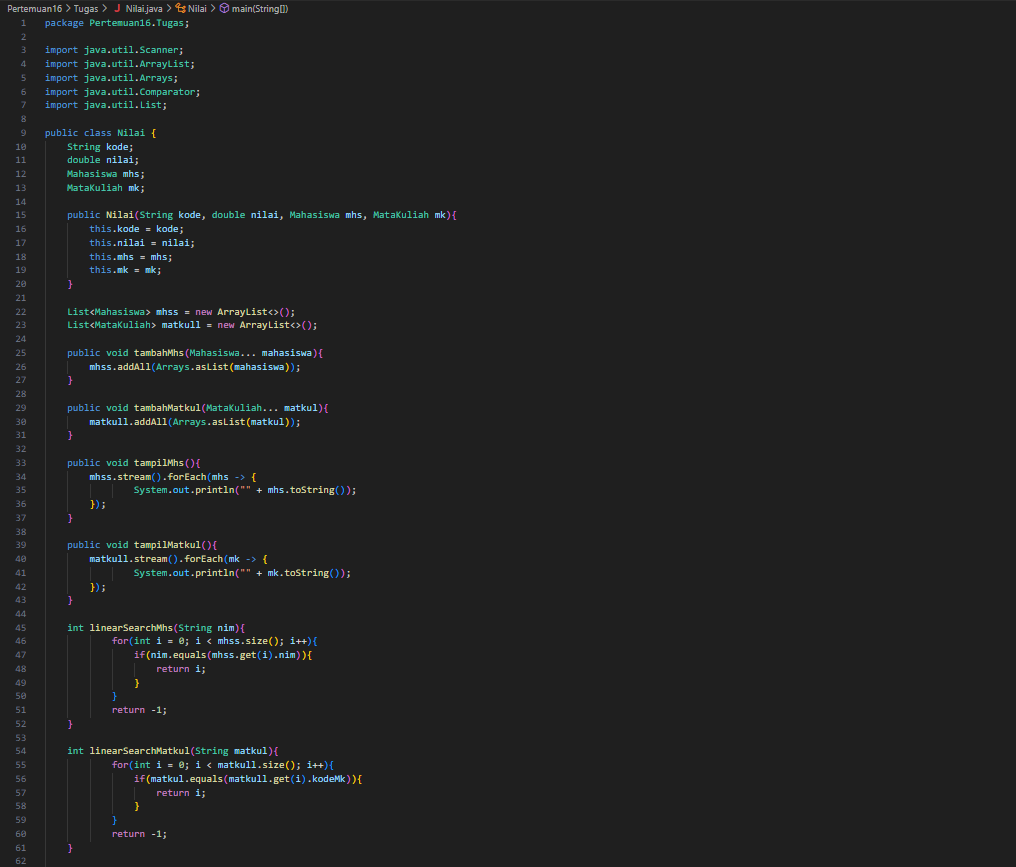 Pertemuan16 > Tugas > J Nilai.java > Nilai > main(String[])
1 package Pertemuan16.Tugas;
2
3 import java.util.Scanner;
4 import java.util.ArrayList;
5 import java.util.Arrays;
6 import java.util.Comparator;
7 import java.util.List;
8
9 public class Nilai {
10 String kode;
11 double nilai;
12 Mahasiswa mhs;
13 MataKuliah mk;
14
15 public Nilai(String kode, double nilai, Mahasiswa mhs, MataKuliah mk){
16 this.kode = kode;
17 this.nilai = nilai;
18 this.mhs = mhs;
19 this.mk = mk;
20 }
21
22 List<Mahasiswa> mhss = new ArrayList<>();
23 List<MataKuliah> matkull = new ArrayList<>();
24
25 public void tambahMhs(Mahasiswa... mahasiswa){
26 mhss.addAll(Arrays.asList(mahasiswa));
27 }
28
29 public void tambahMatkul(MataKuliah... matkul){
30 matkull.addAll(Arrays.asList(matkul));
31 }
32
33 public void tampilMhs(){
34 mhss.stream().forEach(mhs -> {
35 System.out.println("" + mhs.toString());
36 });
37 }
38
39 public void tampilMatkul(){
40 matkull.stream().forEach(mk -> {
41 System.out.println("" + mk.toString());
42 });
43 }
44
45 int linearSearchMhs(String nim){
46 for(int i = 0; i < mhss.size(); i++){
47 if(nim.equals(mhss.get(i).nim)){
48 return i;
49 }
50 }
51 return -1;
52 }
53
54 int linearSearchMatkul(String matkul){
55 for(int i = 0; i < matkull.size(); i++){
56 if(matkul.equals(matkull.get(i).kodeMk)){
57 return i;
58 }
59 }
60 return -1;
61 }
62